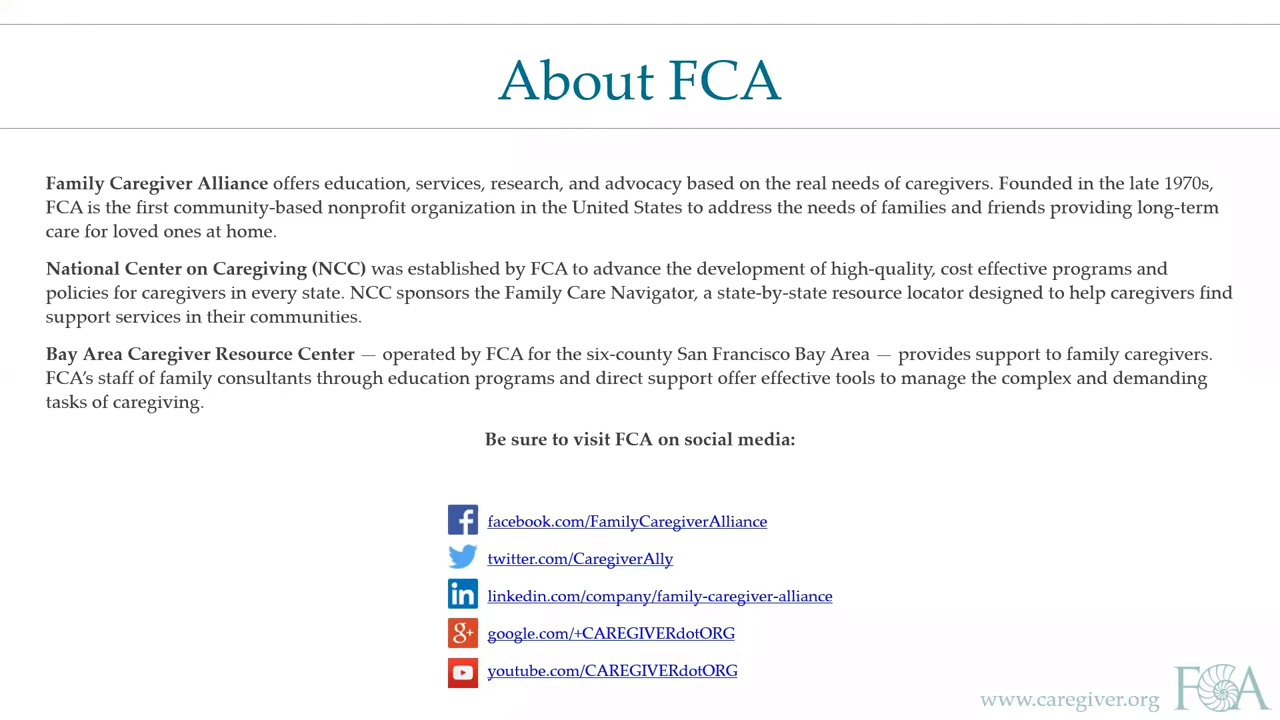 About FCA
Family Caregiver Alliance offers education, services, research, and advocacy based on the real needs of caregivers. Founded in the late 1970s,
FCA is the first community-based nonprofit organization in the United States to address the needs of families and friends providing long-term
care for loved ones at home.
National Center on Caregiving (NCC) was established by FCA to advance the development of high-quality, cost effective programs and
policies for caregivers in every state. NCC sponsors the Family Care Navigator, a state-by-state resource locator designed to help caregivers find
support services in their communities.
Bay Area Caregiver Resource Center — operated by FCA for the six-county San Francisco Bay Area — provides support to family caregivers.
FCA’s staff of family consultants through education programs and direct support offer effective tools to manage the complex and demanding
tasks of caregiving.
Be sure to visit FCA on social media:
facebook.com/FamilyCaregiverAlliance
twitter.com/CaregiverAlly
linkedin.com/company/family-caregiver-alliance
google.com/+CAREGIVERdotORG
youtube.com/CAREGIVERdotORG
www.caregiver.org FCA